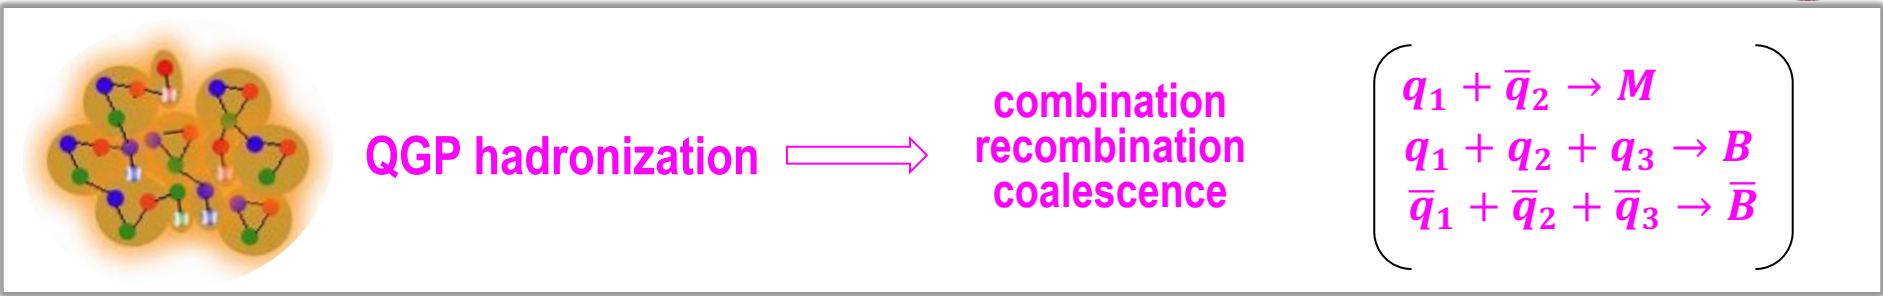 QGP hadronization
combination
recombination
coalescence
q₁ + q̅₂ → M
q₁ + q₂ + q₃ → B
q̅₁ + q̅₂ + q̅₃ → B̅